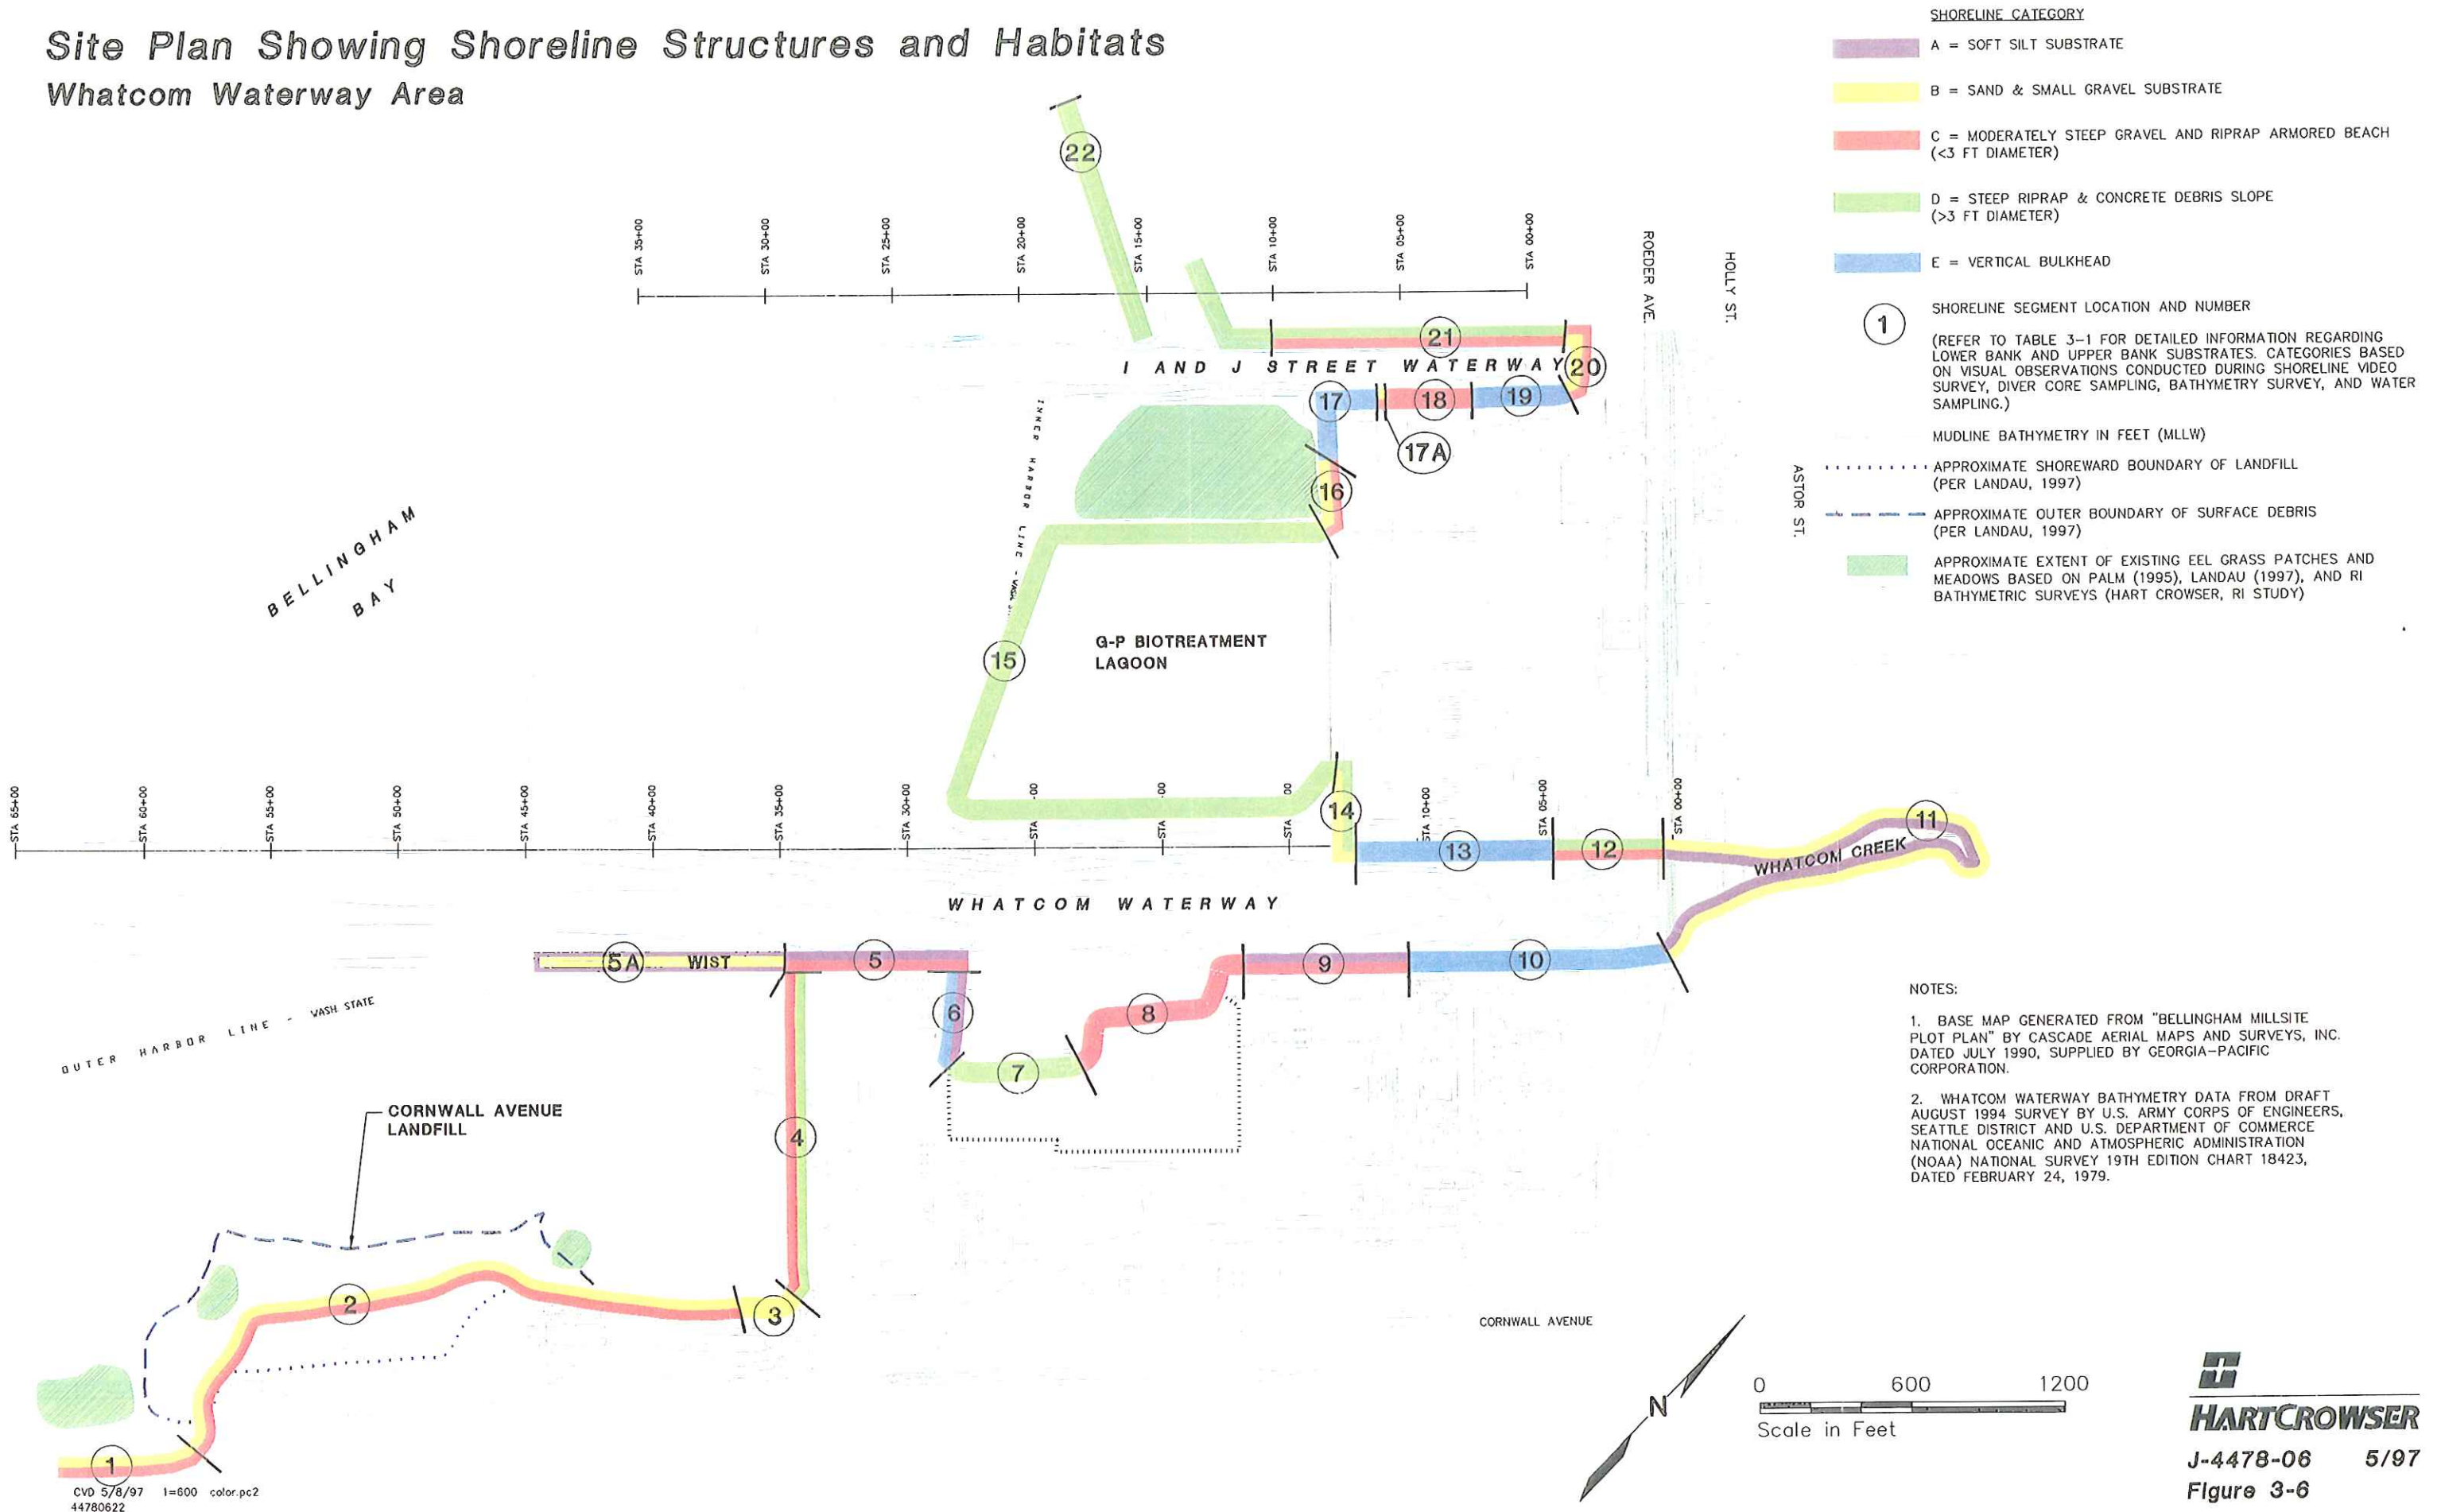 Site Plan Showing Shoreline Structures and Habitats
Whatcom Waterway Area
SHORELINE CATEGORY
A = SOFT SILT SUBSTRATE
B = SAND & SMALL GRAVEL SUBSTRATE
C = MODERATELY STEEP GRAVEL AND RIPRAP ARMORED BEACH
(<3 FT DIAMETER)
D = STEEP RIPRAP & CONCRETE DEBRIS SLOPE
(>3 FT DIAMETER)
E = VERTICAL BULKHEAD
1
SHORELINE SEGMENT LOCATION AND NUMBER
(REFER TO TABLE 3-1 FOR DETAILED INFORMATION REGARDING
LOWER BANK AND UPPER BANK SUBSTRATES. CATEGORIES BASED
ON VISUAL OBSERVATIONS CONDUCTED DURING SHORELINE VIDEO
SURVEY, DIVER CORE SAMPLING, BATHYMETRY SURVEY, AND WATER
SAMPLING.)
MUDLINE BATHYMETRY IN FEET (MLLW)
APPROXIMATE SHOREWARD BOUNDARY OF LANDFILL
(PER LANDAU, 1997)
APPROXIMATE OUTER BOUNDARY OF SURFACE DEBRIS
(PER LANDAU, 1997)
APPROXIMATE EXTENT OF EXISTING EEL GRASS PATCHES AND
MEADOWS BASED ON PALM (1995), LANDAU (1997), AND RI
BATHYMETRIC SURVEYS (HART CROWSER, RI STUDY)
22
STA 35+00
STA 30+00
STA 25+00
STA 20+00
STA 15+00
STA 10+00
STA 05+00
STA 00+00
ROEDER AVE.
HOLLY ST.
ASTOR ST.
21
I AND J STREET WATERWAY
20
17
18
19
17A
16
INNER HARBOR LINE - WASH
BELLINGHAM
BAY
15
G-P BIOTREATMENT
LAGOON
STA 65+00
STA 60+00
STA 55+00
STA 50+00
STA 45+00
STA 40+00
STA 35+00
STA 30+00
STA 00
STA 00
STA 00
STA 10+00
STA 05+00
STA 00+00
14
13
12
11
WHATCOM CREEK
WHATCOM WATERWAY
5A
WIST
5
6
7
8
9
10
OUTER HARBOR LINE - WASH STATE
4
CORNWALL AVENUE
LANDFILL
2
3
1
NOTES:
1. BASE MAP GENERATED FROM "BELLINGHAM MILLSITE
PLOT PLAN" BY CASCADE AERIAL MAPS AND SURVEYS, INC.
DATED JULY 1990, SUPPLIED BY GEORGIA-PACIFIC
CORPORATION.
2. WHATCOM WATERWAY BATHYMETRY DATA FROM DRAFT
AUGUST 1994 SURVEY BY U.S. ARMY CORPS OF ENGINEERS,
SEATTLE DISTRICT AND U.S. DEPARTMENT OF COMMERCE
NATIONAL OCEANIC AND ATMOSPHERIC ADMINISTRATION
(NOAA) NATIONAL SURVEY 19TH EDITION CHART 18423,
DATED FEBRUARY 24, 1979.
CORNWALL AVENUE
N
0 600 1200
Scale in Feet
HARTCROWSER
J-4478-06 5/97
Figure 3-6
CVD 5/8/97 1=600 color.pc2
44780622